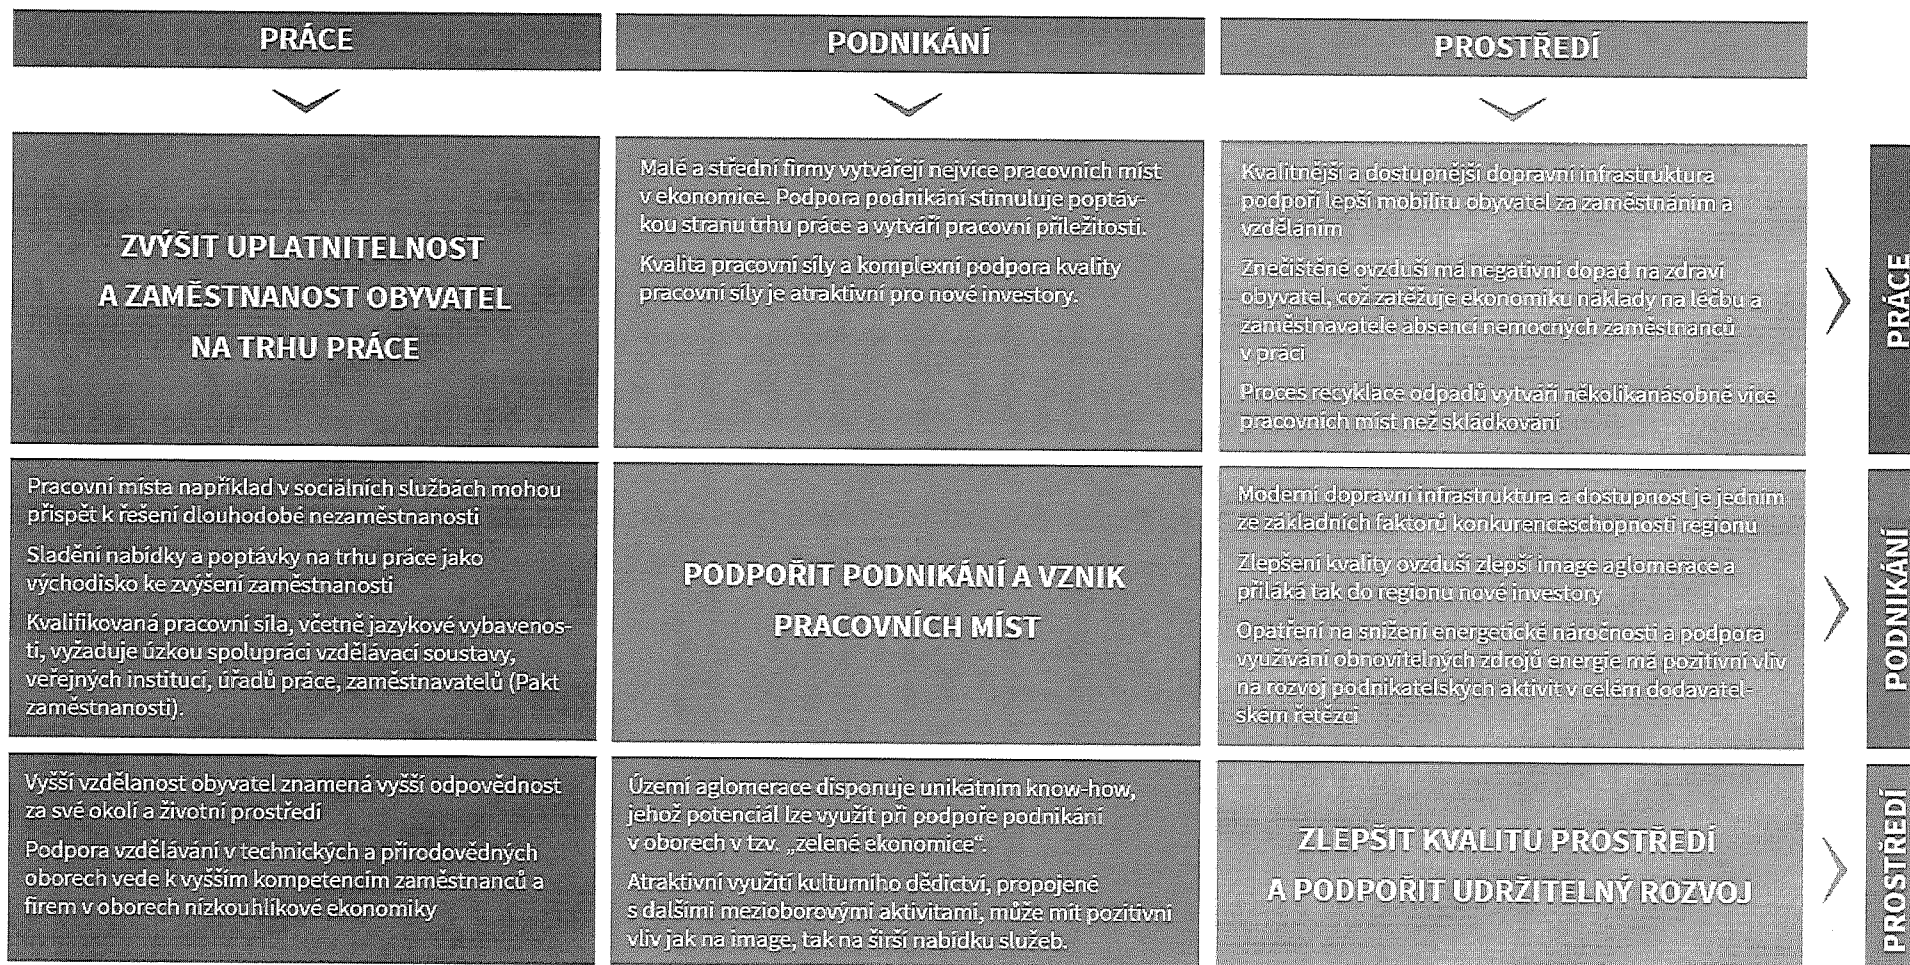 PRÁCE
PODNIKÁNÍ
PROSTŘEDÍ
ZVÝŠIT UPLATNITELNOST
A ZAMĚSTNANOST OBYVATEL
NA TRHU PRÁCE
Malé a střední firmy vytvářejí nejvíce pracovních míst
v ekonomice. Podpora podnikání stimuluje poptáv-
kou stranu trhu práce a vytváří pracovní příležitosti.
Kvalita pracovní síly a komplexní podpora kvality
pracovní síly je atraktivní pro nové investory.
Kvalitnější a dostupnější dopravní infrastruktura
podpoří lepší mobilitu obyvatel za zaměstnáním a
vzděláním
Znečištěné ovzduší má negativní dopad na zdraví
obyvatel, což zatěžuje ekonomiku náklady na léčbu a
zaměstnavatele absencí nemocných zaměstnanců
v práci
Proces recyklace odpadů vytváří několikanásobně více
pracovních míst než skládkování
PRÁCE
Pracovní místa například v sociálních službách mohou
přispět k řešení dlouhodobé nezaměstnanosti
Sladění nabídky a poptávky na trhu práce jako
východisko ke zvýšení zaměstnanosti
Kvalifikovaná pracovní síla, včetně jazykové vybavenos-
ti, vyžaduje úzkou spolupráci vzdělávací soustavy,
veřejných institucí, úřadů práce, zaměstnavatelů (Pakt
zaměstnanosti).
PODPOŘIT PODNIKÁNÍ A VZNIK
PRACOVNÍCH MÍST
Moderní dopravní infrastruktura a dostupnost je jedním
ze základních faktorů konkurenceschopnosti regionu
Zlepšení kvality ovzduší zlepší image aglomerace a
přiláká tak do regionu nové investory
Opatření na snížení energetické náročnosti a podpora
využívání obnovitelných zdrojů energie má pozitivní vliv
na rozvoj podnikatelských aktivit v celém dodavatel-
ském řetězci
PODNIKÁNÍ
Vyšší vzdělanost obyvatel znamená vyšší odpovědnost
za své okolí a životní prostředí
Podpora vzdělávání v technických a přírodovědných
oborech vede k vyšším kompetencím zaměstnanců a
firem v oborech nízkouhlíkové ekonomiky
Území aglomerace disponuje unikátním know-how,
jehož potenciál lze využít při podpoře podnikání
v oborech v tzv. „zelené ekonomice“.
Atraktivní využití kulturního dědictví, propojené
s dalšími mezioborovými aktivitami, může mít pozitivní
vliv jak na image, tak na širší nabídku služeb.
ZLEPŠIT KVALITU PROSTŘEDÍ
A PODPOŘIT UDRŽITELNÝ ROZVOJ
PROSTŘEDÍ